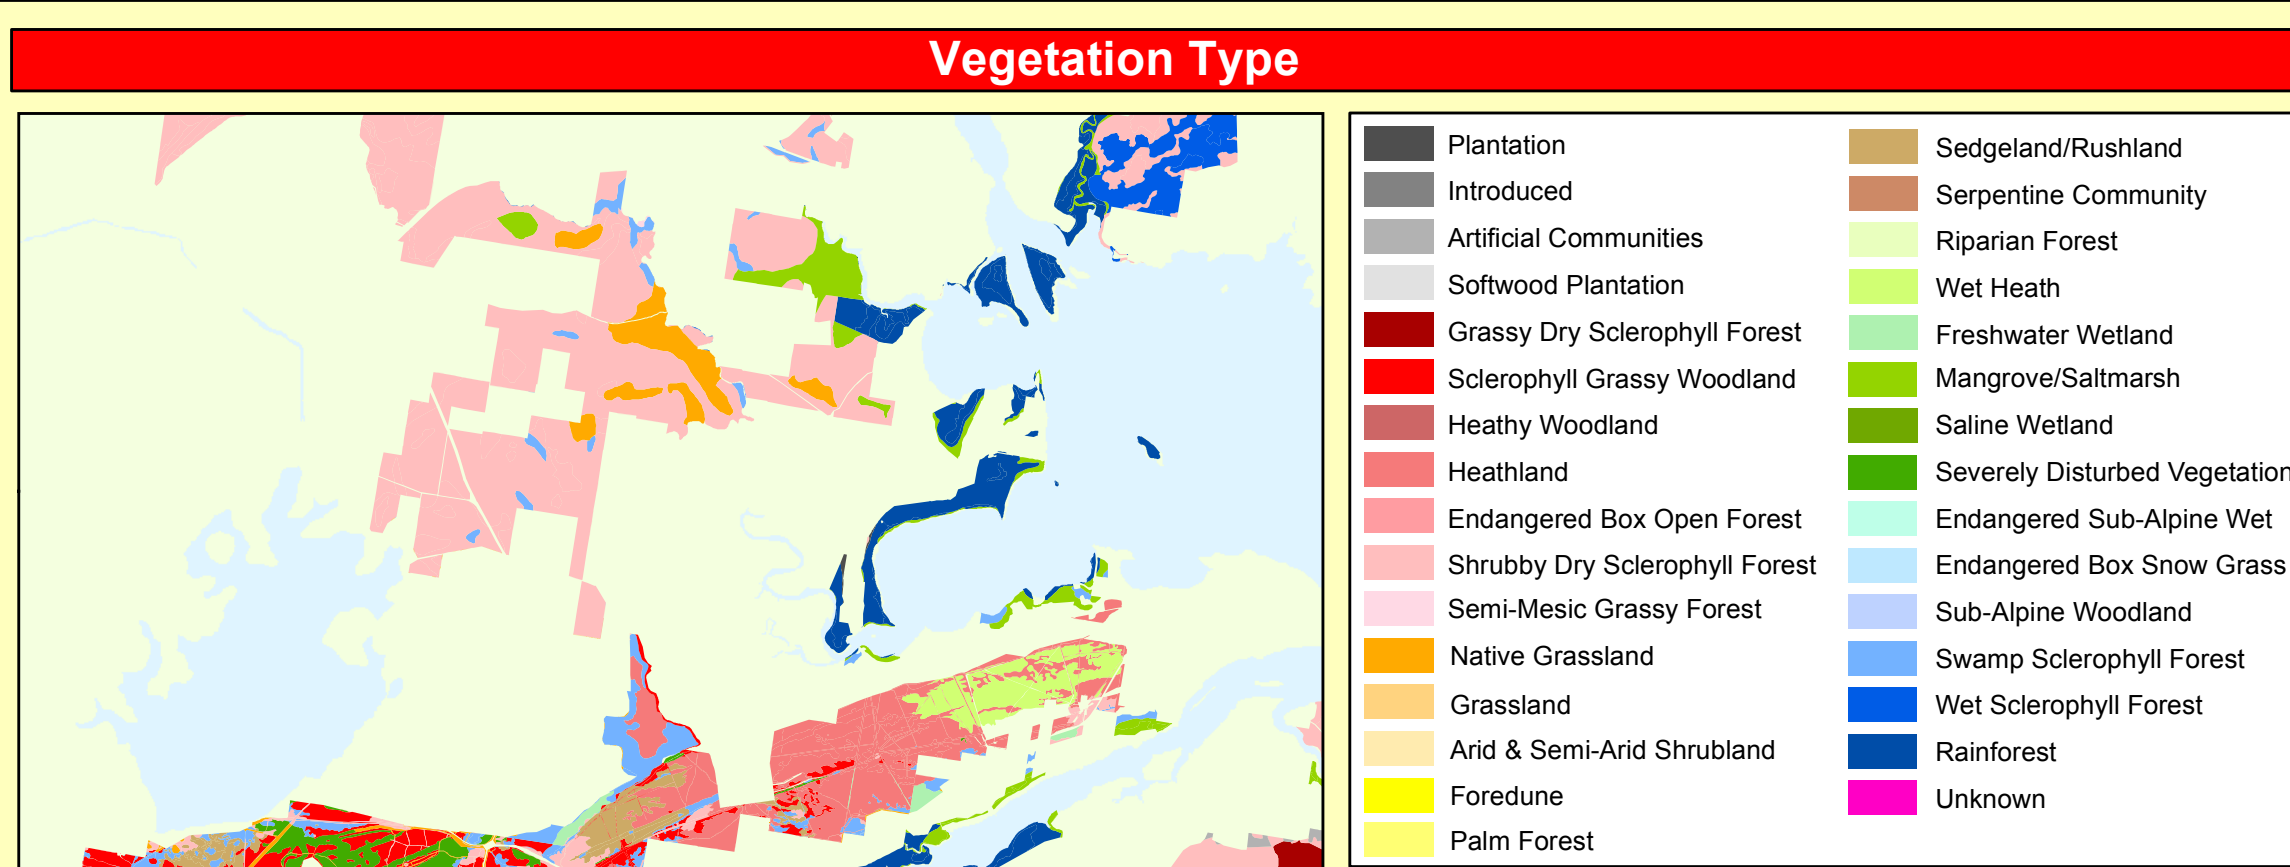 Vegetation Type
Plantation
Introduced
Artificial Communities
Softwood Plantation
Grassy Dry Sclerophyll Forest
Sclerophyll Grassy Woodland
Heathy Woodland
Heathland
Endangered Box Open Forest
Shrubby Dry Sclerophyll Forest
Semi-Mesic Grassy Forest
Native Grassland
Grassland
Arid & Semi-Arid Shrubland
Foredune
Palm Forest
Sedgeland/Rushland
Serpentine Community
Riparian Forest
Wet Heath
Freshwater Wetland
Mangrove/Saltmarsh
Saline Wetland
Severely Disturbed Vegetation
Endangered Sub-Alpine Wet
Endangered Box Snow Grass
Sub-Alpine Woodland
Swamp Sclerophyll Forest
Wet Sclerophyll Forest
Rainforest
Unknown